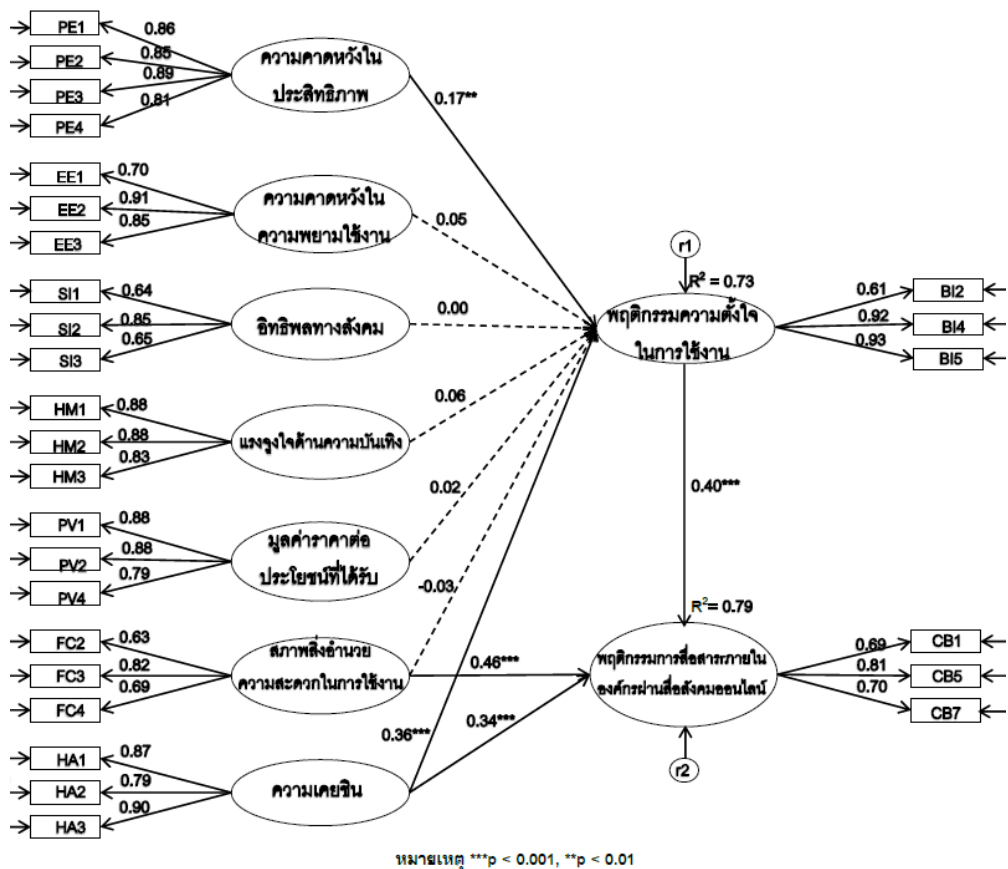 PE1
0.86
PE2
0.85
PE3
0.89
PE4
0.81
ความคาดหวังใน
ประสิทธิภาพ
0.17**
EE1
0.70
EE2
0.91
EE3
0.85
ความคาดหวังใน
ความพยามใช้งาน
0.05
SI1
0.64
SI2
0.85
SI3
0.65
อิทธิพลทางสังคม
0.00
HM1
0.88
HM2
0.88
HM3
0.83
แรงจูงใจด้านความบันเทิง
0.06
PV1
0.88
PV2
0.88
PV4
0.79
มูลค่าราคาต่อ
ประโยชน์ที่ได้รับ
0.02
FC2
0.63
FC3
0.82
FC4
0.69
สภาพสิ่งอำนวย
ความสะดวกในการใช้งาน
-0.03
0.46***
HA1
0.87
HA2
0.79
HA3
0.90
ความเคยชิน
0.36***
0.34***
r1
R² = 0.73
พฤติกรรมความตั้งใจ
ในการใช้งาน
0.61
BI2
0.92
BI4
0.93
BI5
0.40***
R²= 0.79
พฤติกรรมการสื่อสารrภายใน
องค์กรผ่านสื่อสังคมออนไลน์
0.69
CB1
0.81
CB5
0.70
CB7
r2
หมายเหตุ ***p < 0.001, **p < 0.01